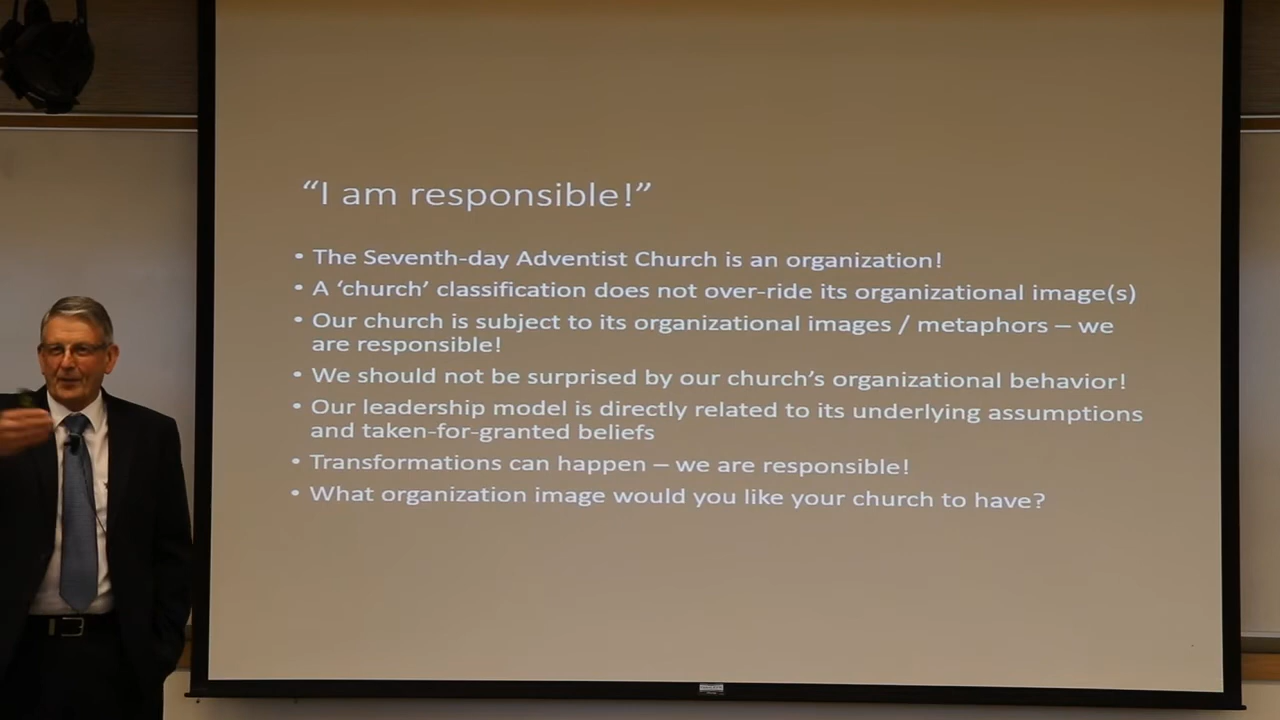 “I am responsible!”
• The Seventh-day Adventist Church is an organization!
• A ‘church’ classification does not over-ride its organizational image(s)
• Our church is subject to its organizational images / metaphors – we
are responsible!
• We should not be surprised by our church’s organizational behavior!
• Our leadership model is directly related to its underlying assumptions
and taken-for-granted beliefs
• Transformations can happen – we are responsible!
• What organization image would you like your church to have?